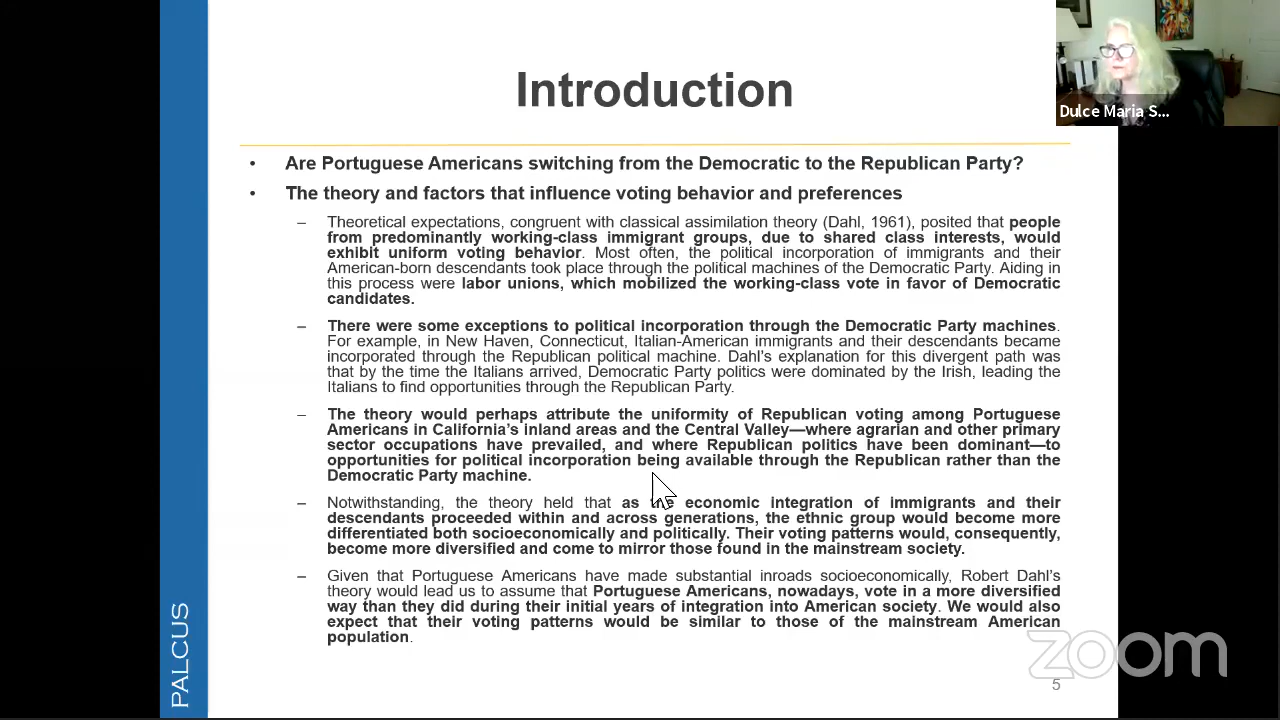 Introduction
Dulce Maria S...
• Are Portuguese Americans switching from the Democratic to the Republican Party?
• The theory and factors that influence voting behavior and preferences
– Theoretical expectations, congruent with classical assimilation theory (Dahl, 1961), posited that people
from predominantly working-class immigrant groups, due to shared class interests, would
exhibit uniform voting behavior. Most often, the political incorporation of immigrants and their
American-born descendants took place through the political machines of the Democratic Party. Aiding in
this process were labor unions, which mobilized the working-class vote in favor of Democratic
candidates.
– There were some exceptions to political incorporation through the Democratic Party machines.
For example, in New Haven, Connecticut, Italian-American immigrants and their descendants became
incorporated through the Republican political machine. Dahl's explanation for this divergent path was
that by the time the Italians arrived, Democratic Party politics were dominated by the Irish, leading the
Italians to find opportunities through the Republican Party.
– The theory would perhaps attribute the uniformity of Republican voting among Portuguese
Americans in California's inland areas and the Central Valley—where agrarian and other primary
sector occupations have prevailed, and where Republican politics have been dominant—to
opportunities for political incorporation being available through the Republican rather than the
Democratic Party machine.
– Notwithstanding, the theory held that as the economic integration of immigrants and their
descendants proceeded within and across generations, the ethnic group would become more
differentiated both socioeconomically and politically. Their voting patterns would, consequently,
become more diversified and come to mirror those found in the mainstream society.
– Given that Portuguese Americans have made substantial inroads socioeconomically, Robert Dahl's
theory would lead us to assume that Portuguese Americans, nowadays, vote in a more diversified
way than they did during their initial years of integration into American society. We would also
expect that their voting patterns would be similar to those of the mainstream American
population.
PALCUS
zoom
5